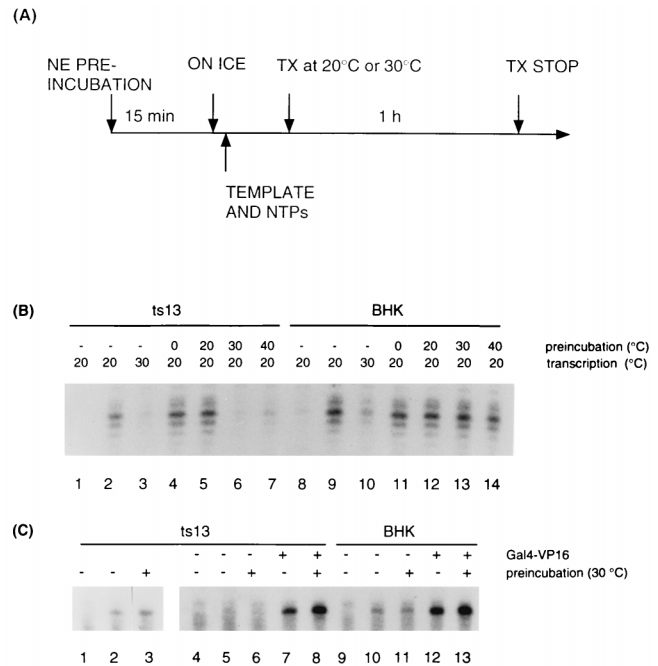 (A)
NE PRE-
INCUBATION
ON ICE
TX at 20°C or 30°C
TX STOP
15 min
1 h
TEMPLATE
AND NTPs
(B)
ts13 BHK
- - - 0 20 30 40 - - - 0 20 30 40 preincubation (°C)
20 20 30 20 20 20 20 20 20 30 20 20 20 20 transcription (°C)
1 2 3 4 5 6 7 8 9 10 11 12 13 14
(C)
ts13 BHK
- - - + + - - - + + Gal4-VP16
- - + - - + - + - - + - + preincubation (30 °C)
1 2 3 4 5 6 7 8 9 10 11 12 13